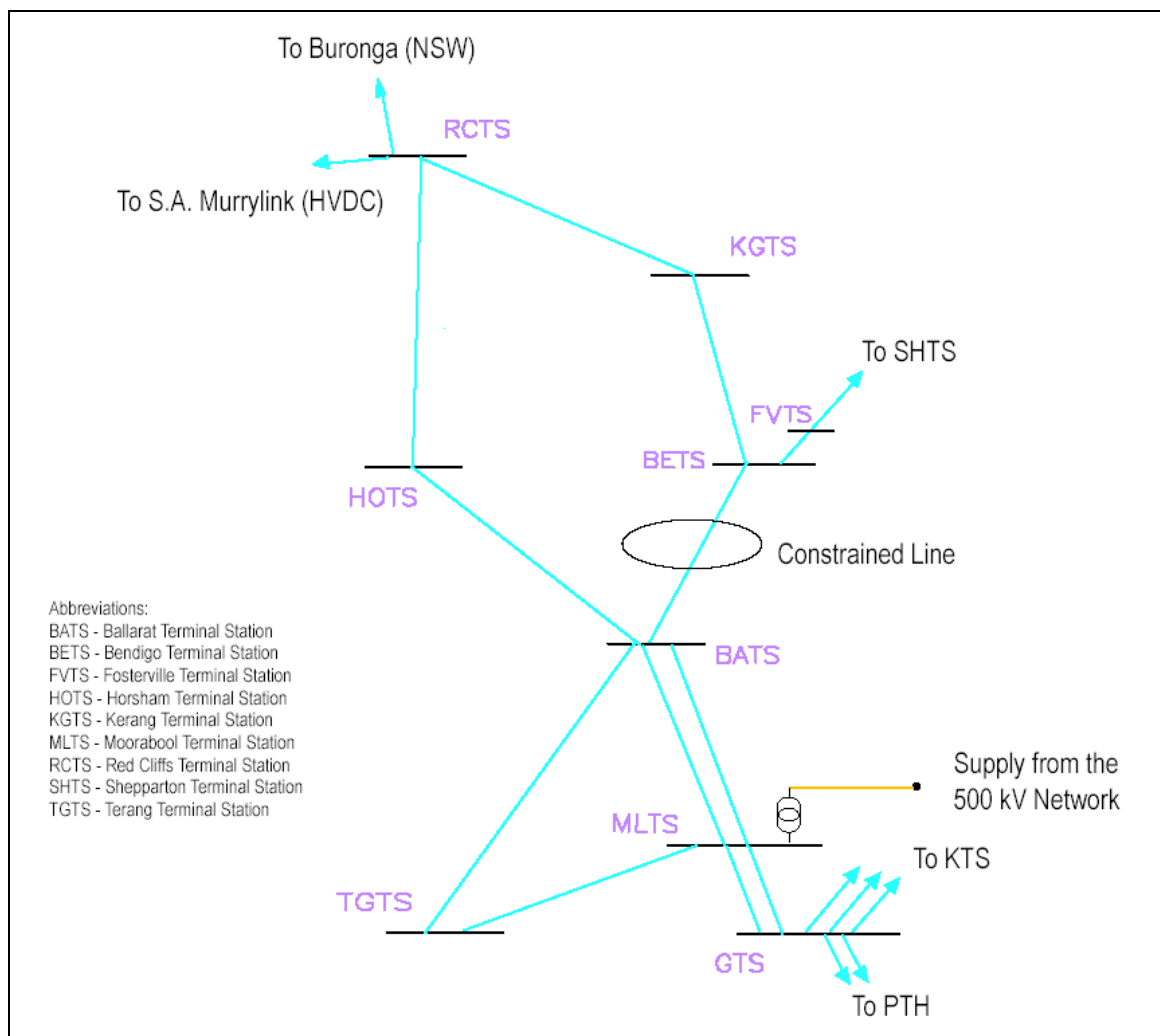 To Buronga (NSW)
RCTS
To S.A. Murrylink (HVDC)
KGTS
To SHTS
FVTS
BETS
HOTS
Constrained Line
Abbreviations:
BATS - Ballarat Terminal Station
BETS - Bendigo Terminal Station
FVTS - Fosterville Terminal Station
HOTS - Horsham Terminal Station
KGTS - Kerang Terminal Station
MLTS - Moorabool Terminal Station
RCTS - Red Cliffs Terminal Station
SHTS - Shepparton Terminal Station
TGTS - Terang Terminal Station
BATS
Supply from the
500 kV Network
MLTS
To KTS
TGTS
GTS
To PTH